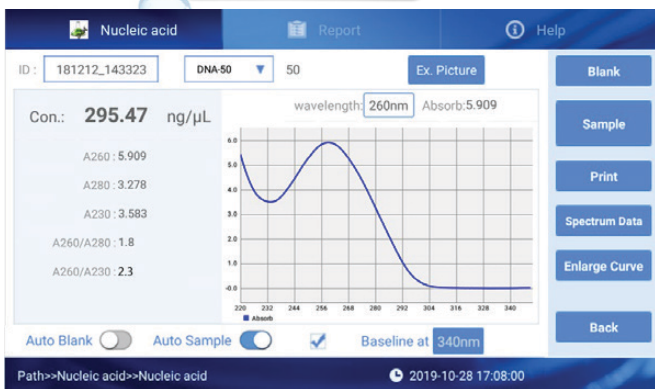 Nucleic acid
Report
Help
ID : 181212_143323 DNA-50 50 Ex. Picture
Blank
Con.: 295.47 ng/μL
wavelength: 260nm Absorb:5.909
Sample
A260 : 5.909
A280 : 3.278
A230 : 3.583
A260/A280 : 1.8
A260/A230 : 2.3
6.0
5.0
4.0
3.0
2.0
1.0
-0.0
220 232 244 256 268 280 292 304 316 328 340
Absorb
Print
Spectrum Data
Enlarge Curve
Back
Auto Blank Auto Sample Baseline at 340nm
Path>>Nucleic acid>>Nucleic acid 2019-10-28 17:08:00